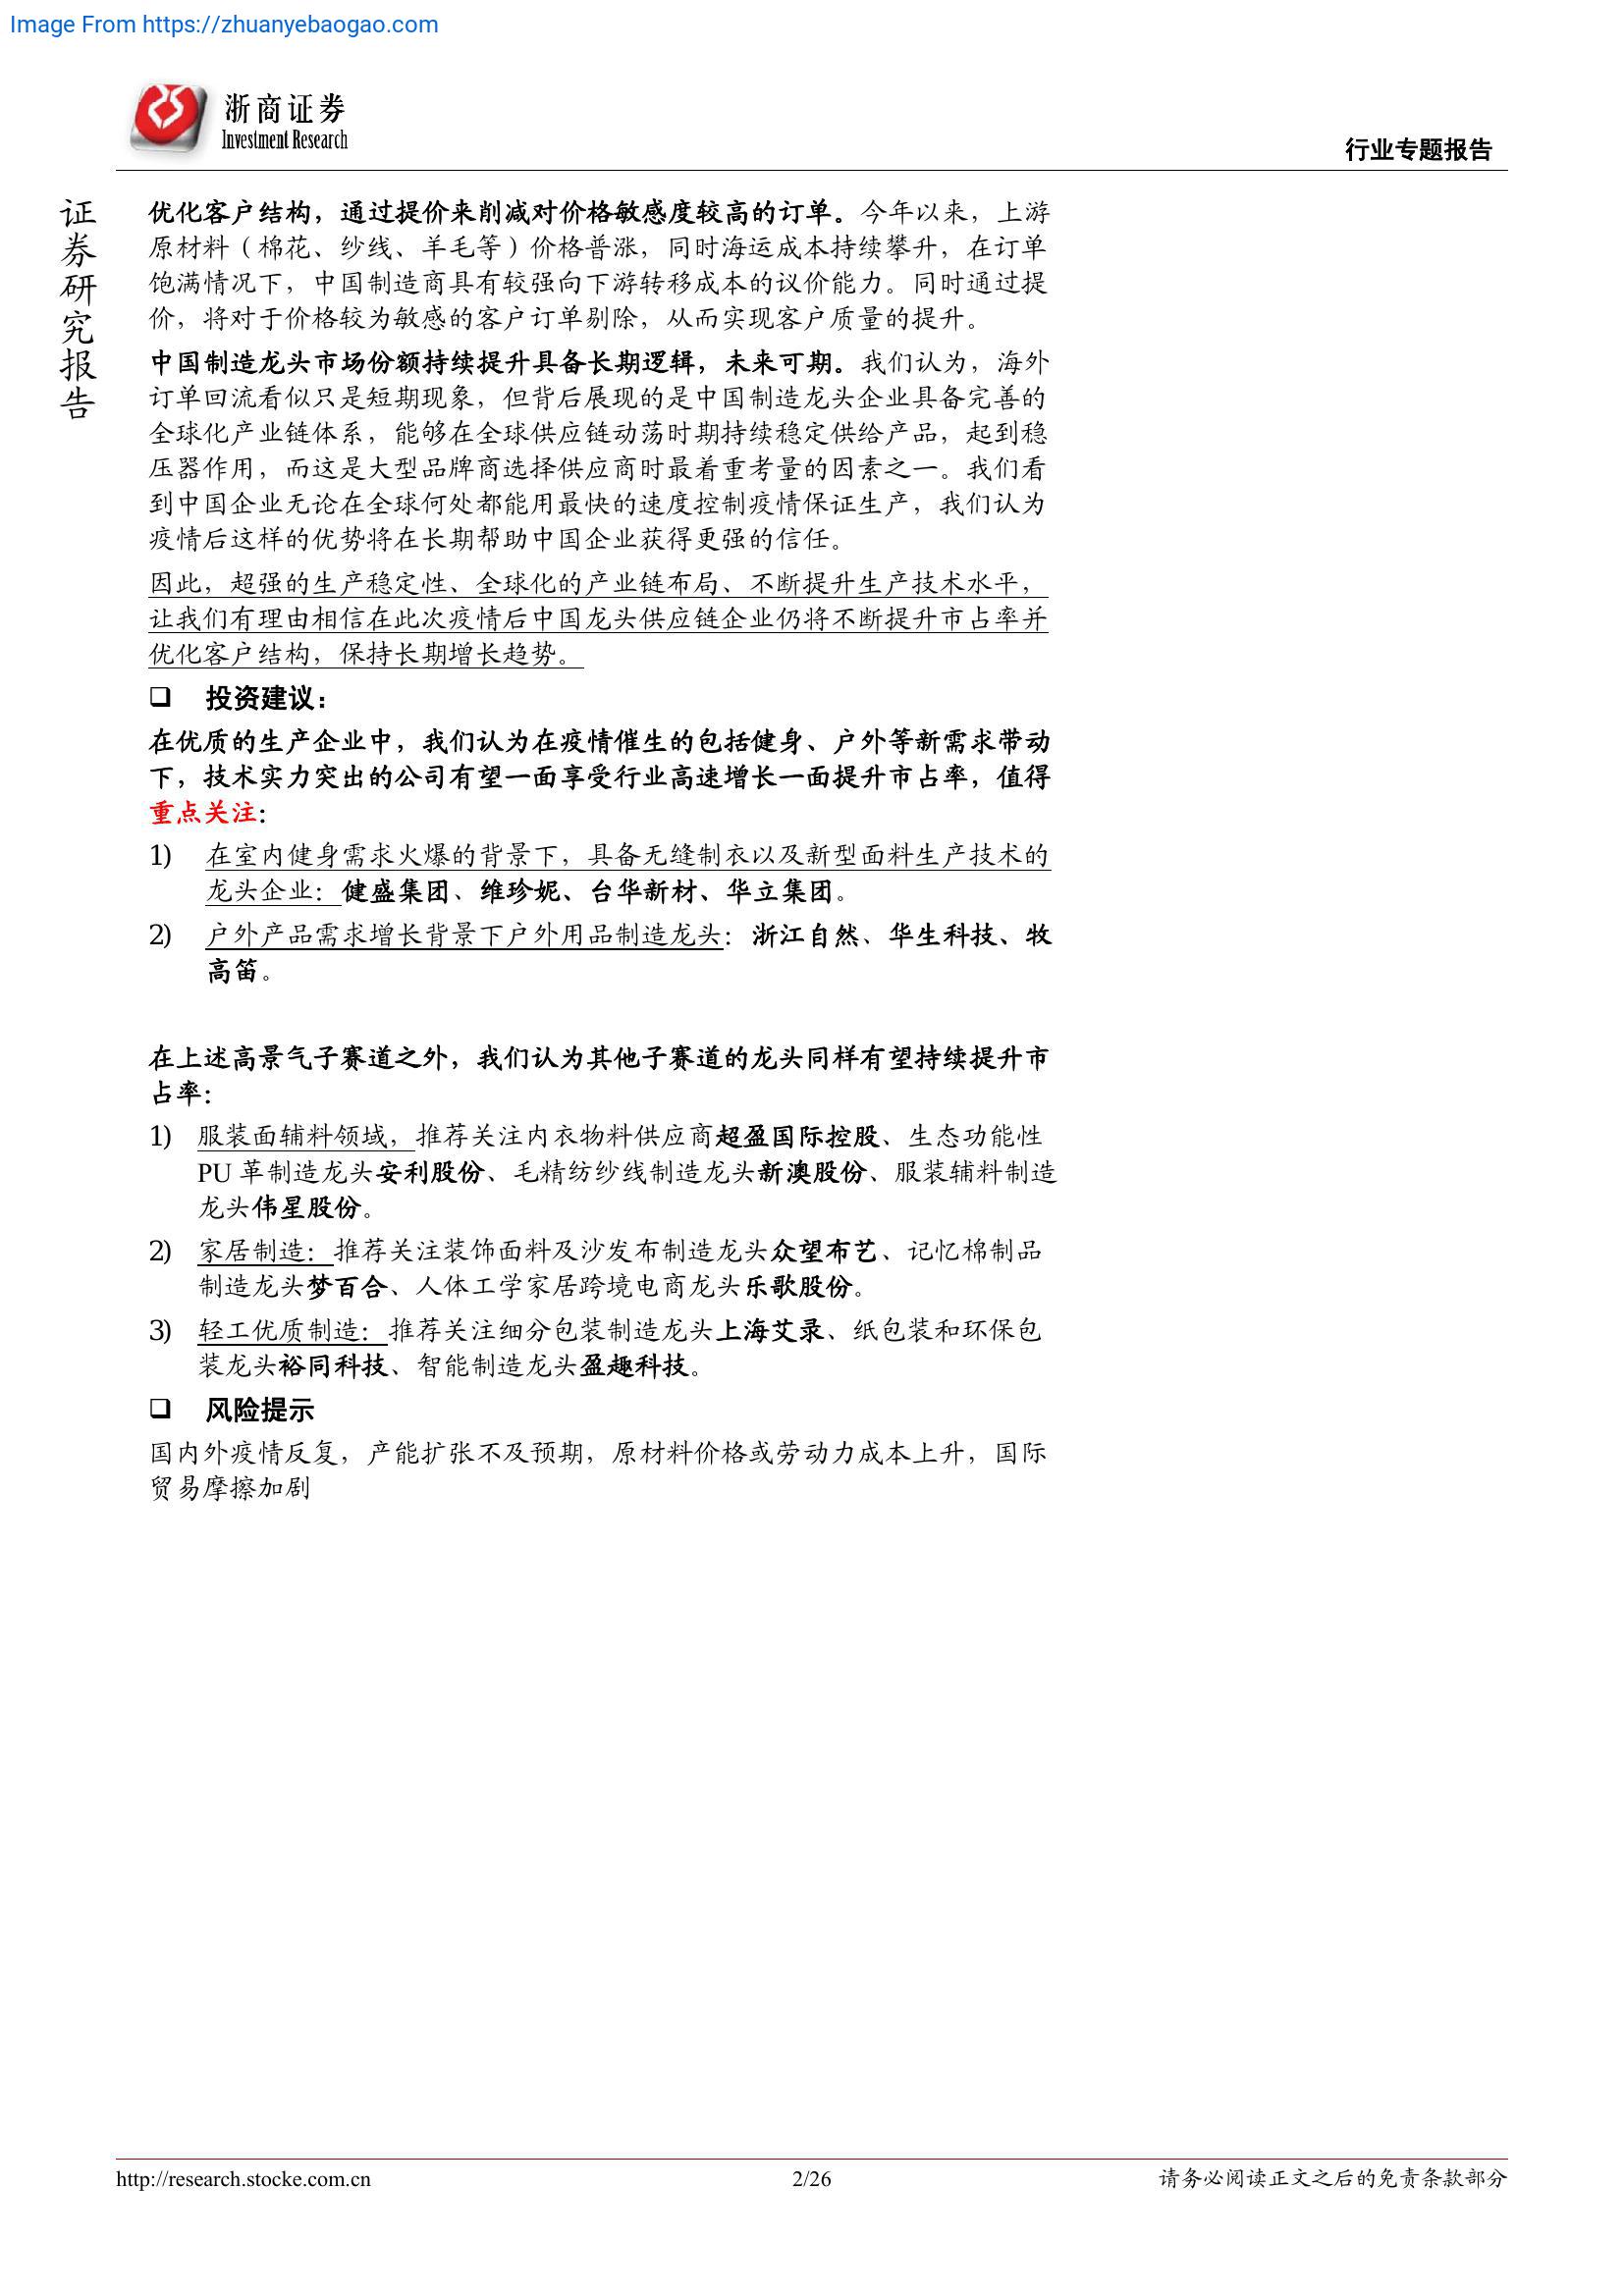 Image From https://zhuanyebaogao.com
浙商证券
Investment Research
行业专题报告
证券研究报告
优化客户结构，通过提价来削减对价格敏感度较高的订单。今年以来，上游
原材料（棉花、纱线、羊毛等）价格普涨，同时海运成本持续攀升，在订单
饱满情况下，中国制造商具有较强向下游转移成本的议价能力。同时通过提
价，将对于价格较为敏感的客户订单剔除，从而实现客户质量的提升。
中国制造龙头市场份额持续提升具备长期逻辑，未来可期。我们认为，海外
订单回流看似只是短期现象，但背后展现的是中国制造龙头企业具备完善的
全球化产业链体系，能够在全球供应链动荡时期持续稳定供给产品，起到稳
压器作用，而这是大型品牌商选择供应商时最着重考量的因素之一。我们看
到中国企业无论在全球何处都能用最快的速度控制疫情保证生产，我们认为
疫情后这样的优势将在长期帮助中国企业获得更强的信任。
因此，超强的生产稳定性、全球化的产业链布局、不断提升生产技术水平，
让我们有理由相信在此次疫情后中国龙头供应链企业仍将不断提升市占率并
优化客户结构，保持长期增长趋势。
❑ 投资建议：
在优质的生产企业中，我们认为在疫情催生的包括健身、户外等新需求带动
下，技术实力突出的公司有望一面享受行业高速增长一面提升市占率，值得
重点关注：
1) 在室内健身需求火爆的背景下，具备无缝制衣以及新型面料生产技术的
龙头企业：健盛集团、维珍妮、台华新材、华立集团。
2) 户外产品需求增长背景下户外用品制造龙头：浙江自然、华生科技、牧
高笛。
在上述高景气子赛道之外，我们认为其他子赛道的龙头同样有望持续提升市
占率：
1) 服装面辅料领域，推荐关注内衣物料供应商超盈国际控股、生态功能性
PU 革制造龙头安利股份、毛精纺纱线制造龙头新澳股份、服装辅料制造
龙头伟星股份。
2) 家居制造：推荐关注装饰面料及沙发布制造龙头众望布艺、记忆棉制品
制造龙头梦百合、人体工学家居跨境电商龙头乐歌股份。
3) 轻工优质制造：推荐关注细分包装制造龙头上海艾录、纸包装和环保包
装龙头裕同科技、智能制造龙头盈趣科技。
❑ 风险提示
国内外疫情反复，产能扩张不及预期，原材料价格或劳动力成本上升，国际
贸易摩擦加剧
http://research.stocke.com.cn
2/26
请务必阅读正文之后的免责条款部分